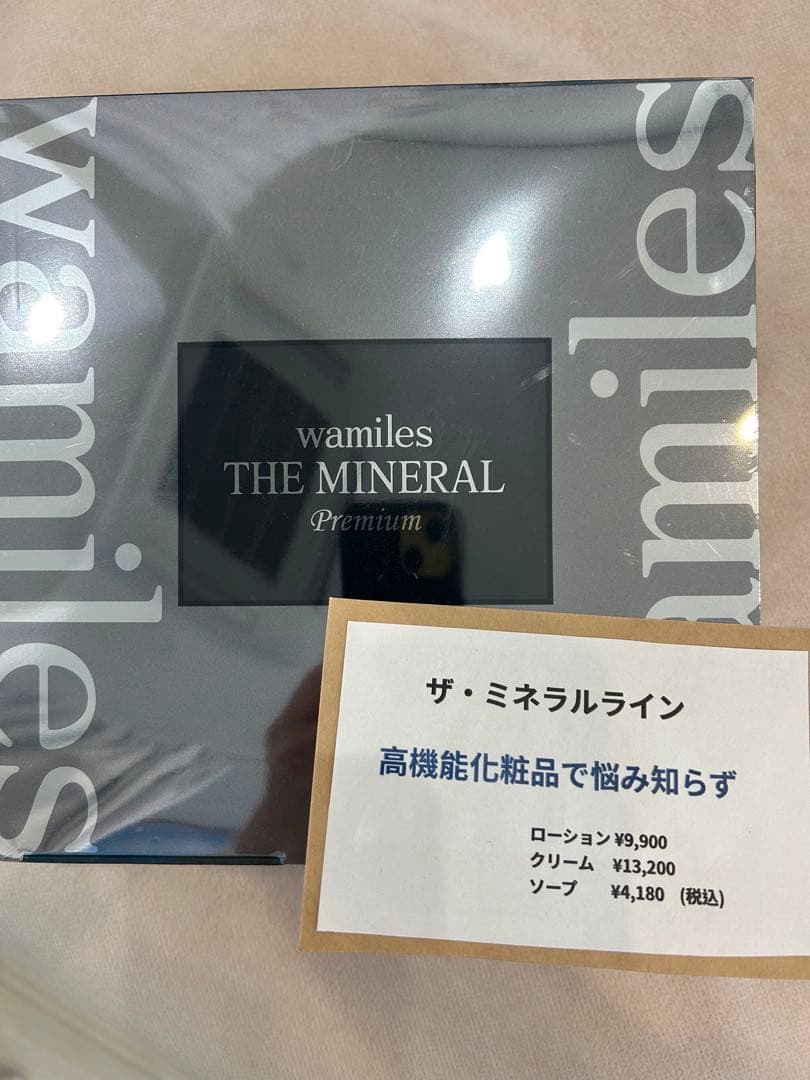 wamiles
wamiles
wamiles
THE MINERAL
Premium
ザ・ミネラルライン
高機能化粧品で悩み知らず
ローション ¥9,900
クリーム ¥13,200
ソープ ¥4,180 (税込)